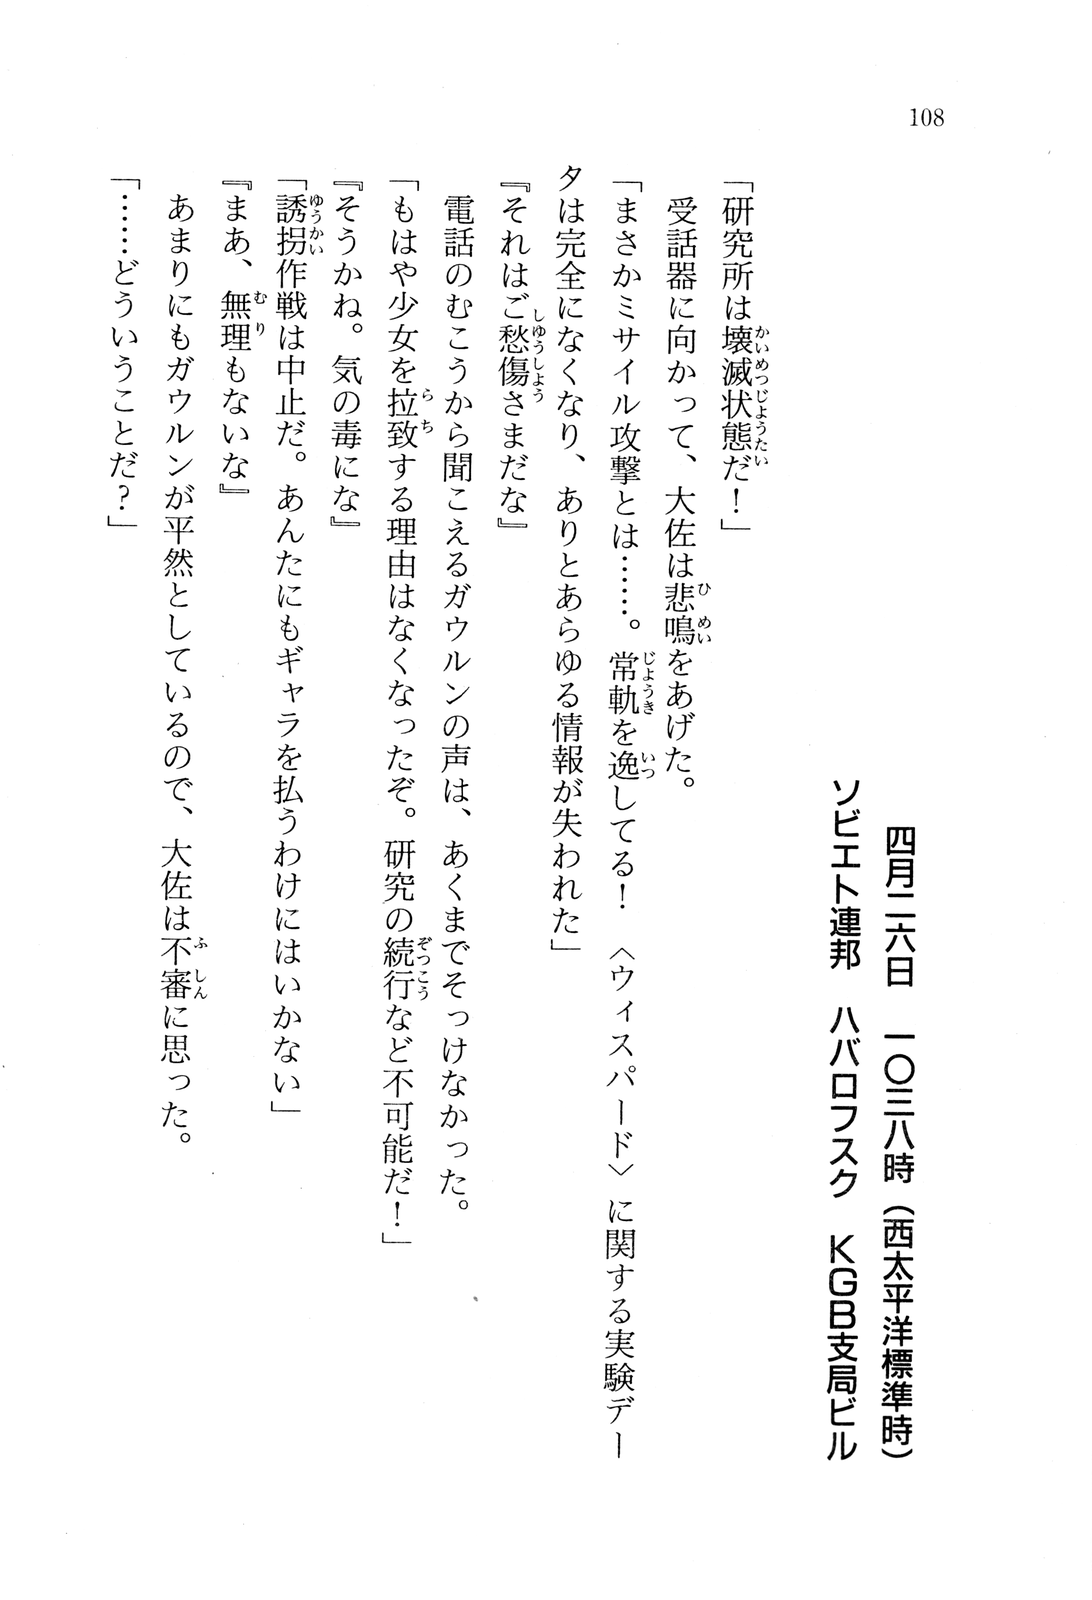 108
四月二六日　一〇三八時（西太平洋標準時）
ソビエト連邦　ハバロフスク　KGB支局ビル
「研究所は壊滅状態だ！」
　受話器に向かって、大佐は悲鳴をあげた。
「まさかミサイル攻撃とは……。常軌を逸してる！　〈ウィスパード〉に関する実験デー
タは完全になくなり、ありとあらゆる情報が失われた」
『それはご愁傷さまだな』
　電話のむこうから聞こえるガウルンの声は、あくまでそっけなかった。
「もはや少女を拉致する理由はなくなったぞ。研究の続行など不可能だ！」
『そうかね。気の毒にな』
「誘拐作戦は中止だ。あんたにもギャラを払うわけにはいかない」
『まあ、無理もないな』
　あまりにもガウルンが平然としているので、大佐は不審に思った。
「……どういうことだ？」